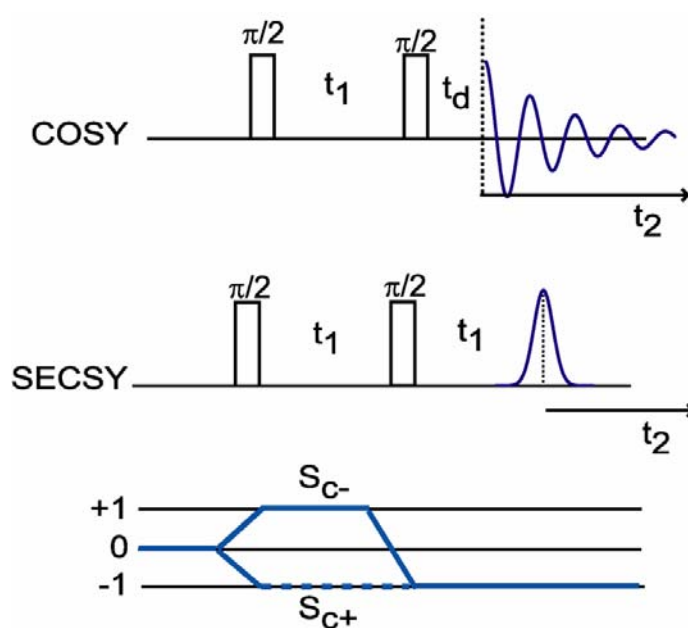 π/2
π/2
t1
td
COSY
t2
π/2
π/2
t1
t1
SECSY
t2
Sc-
+1
0
-1
Sc+